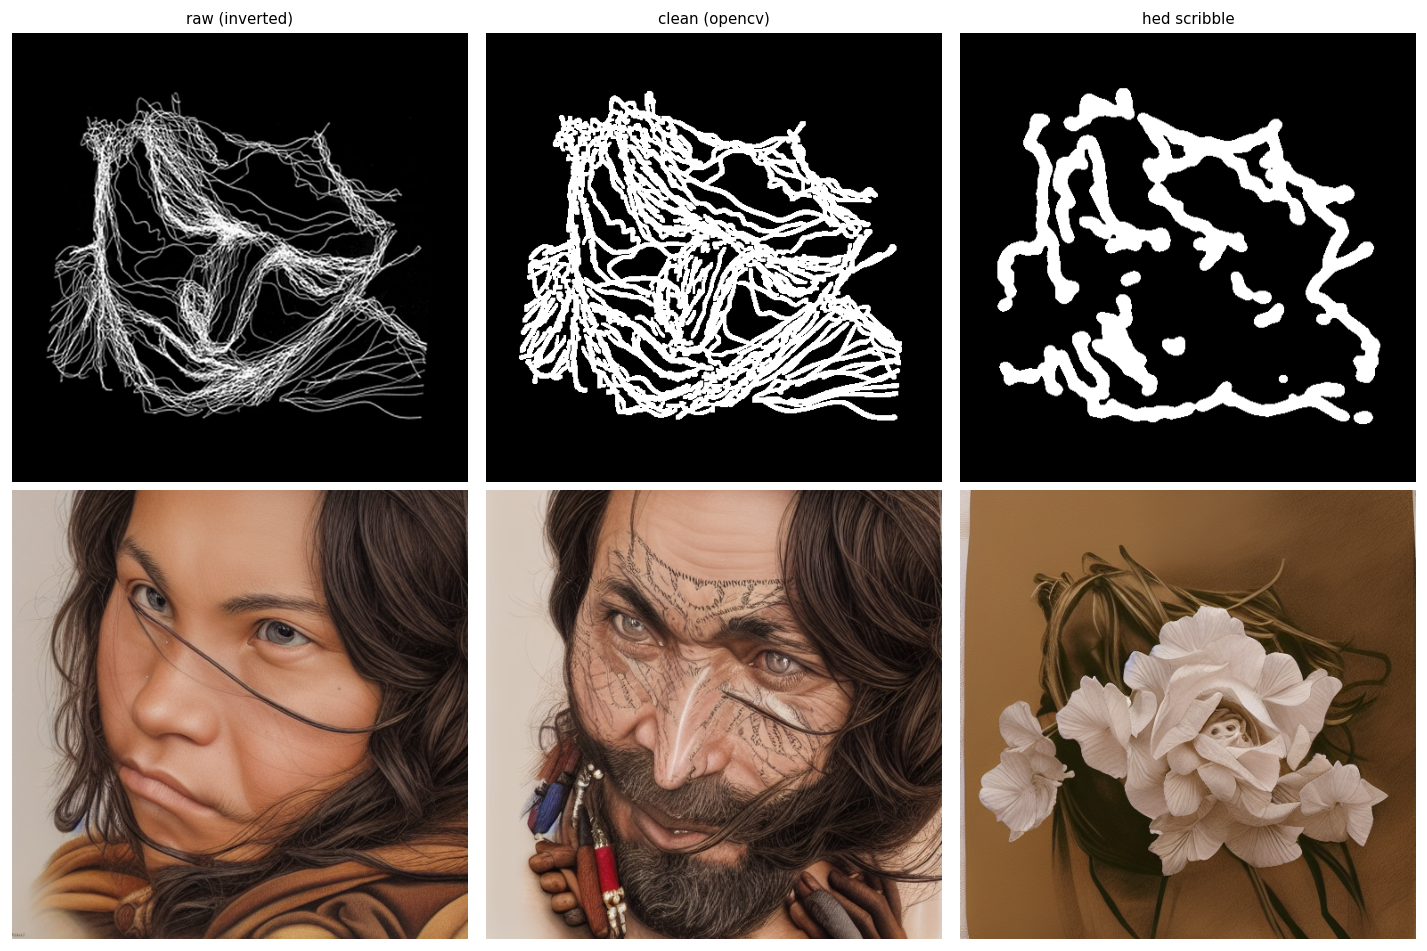 raw (inverted)
clean (opencv)
hed scribble